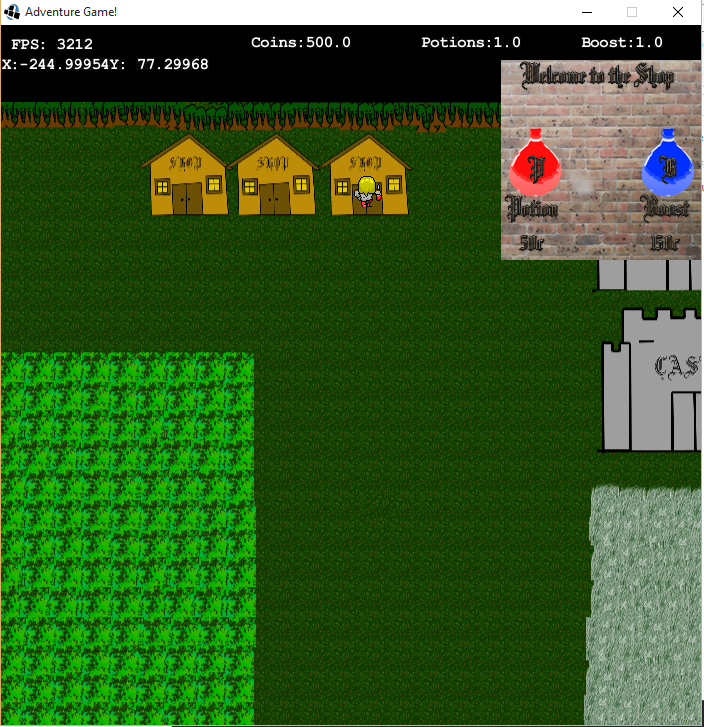 Adventure Game!
FPS: 3212
Coins:500.0
Potions:1.0
Boost:1.0
X:-244.99954Y: 77.29968
Welcome to the Shop
SHOP
SHOP
SHOP
P
B
Potion
Boost
50c
150c
CAS